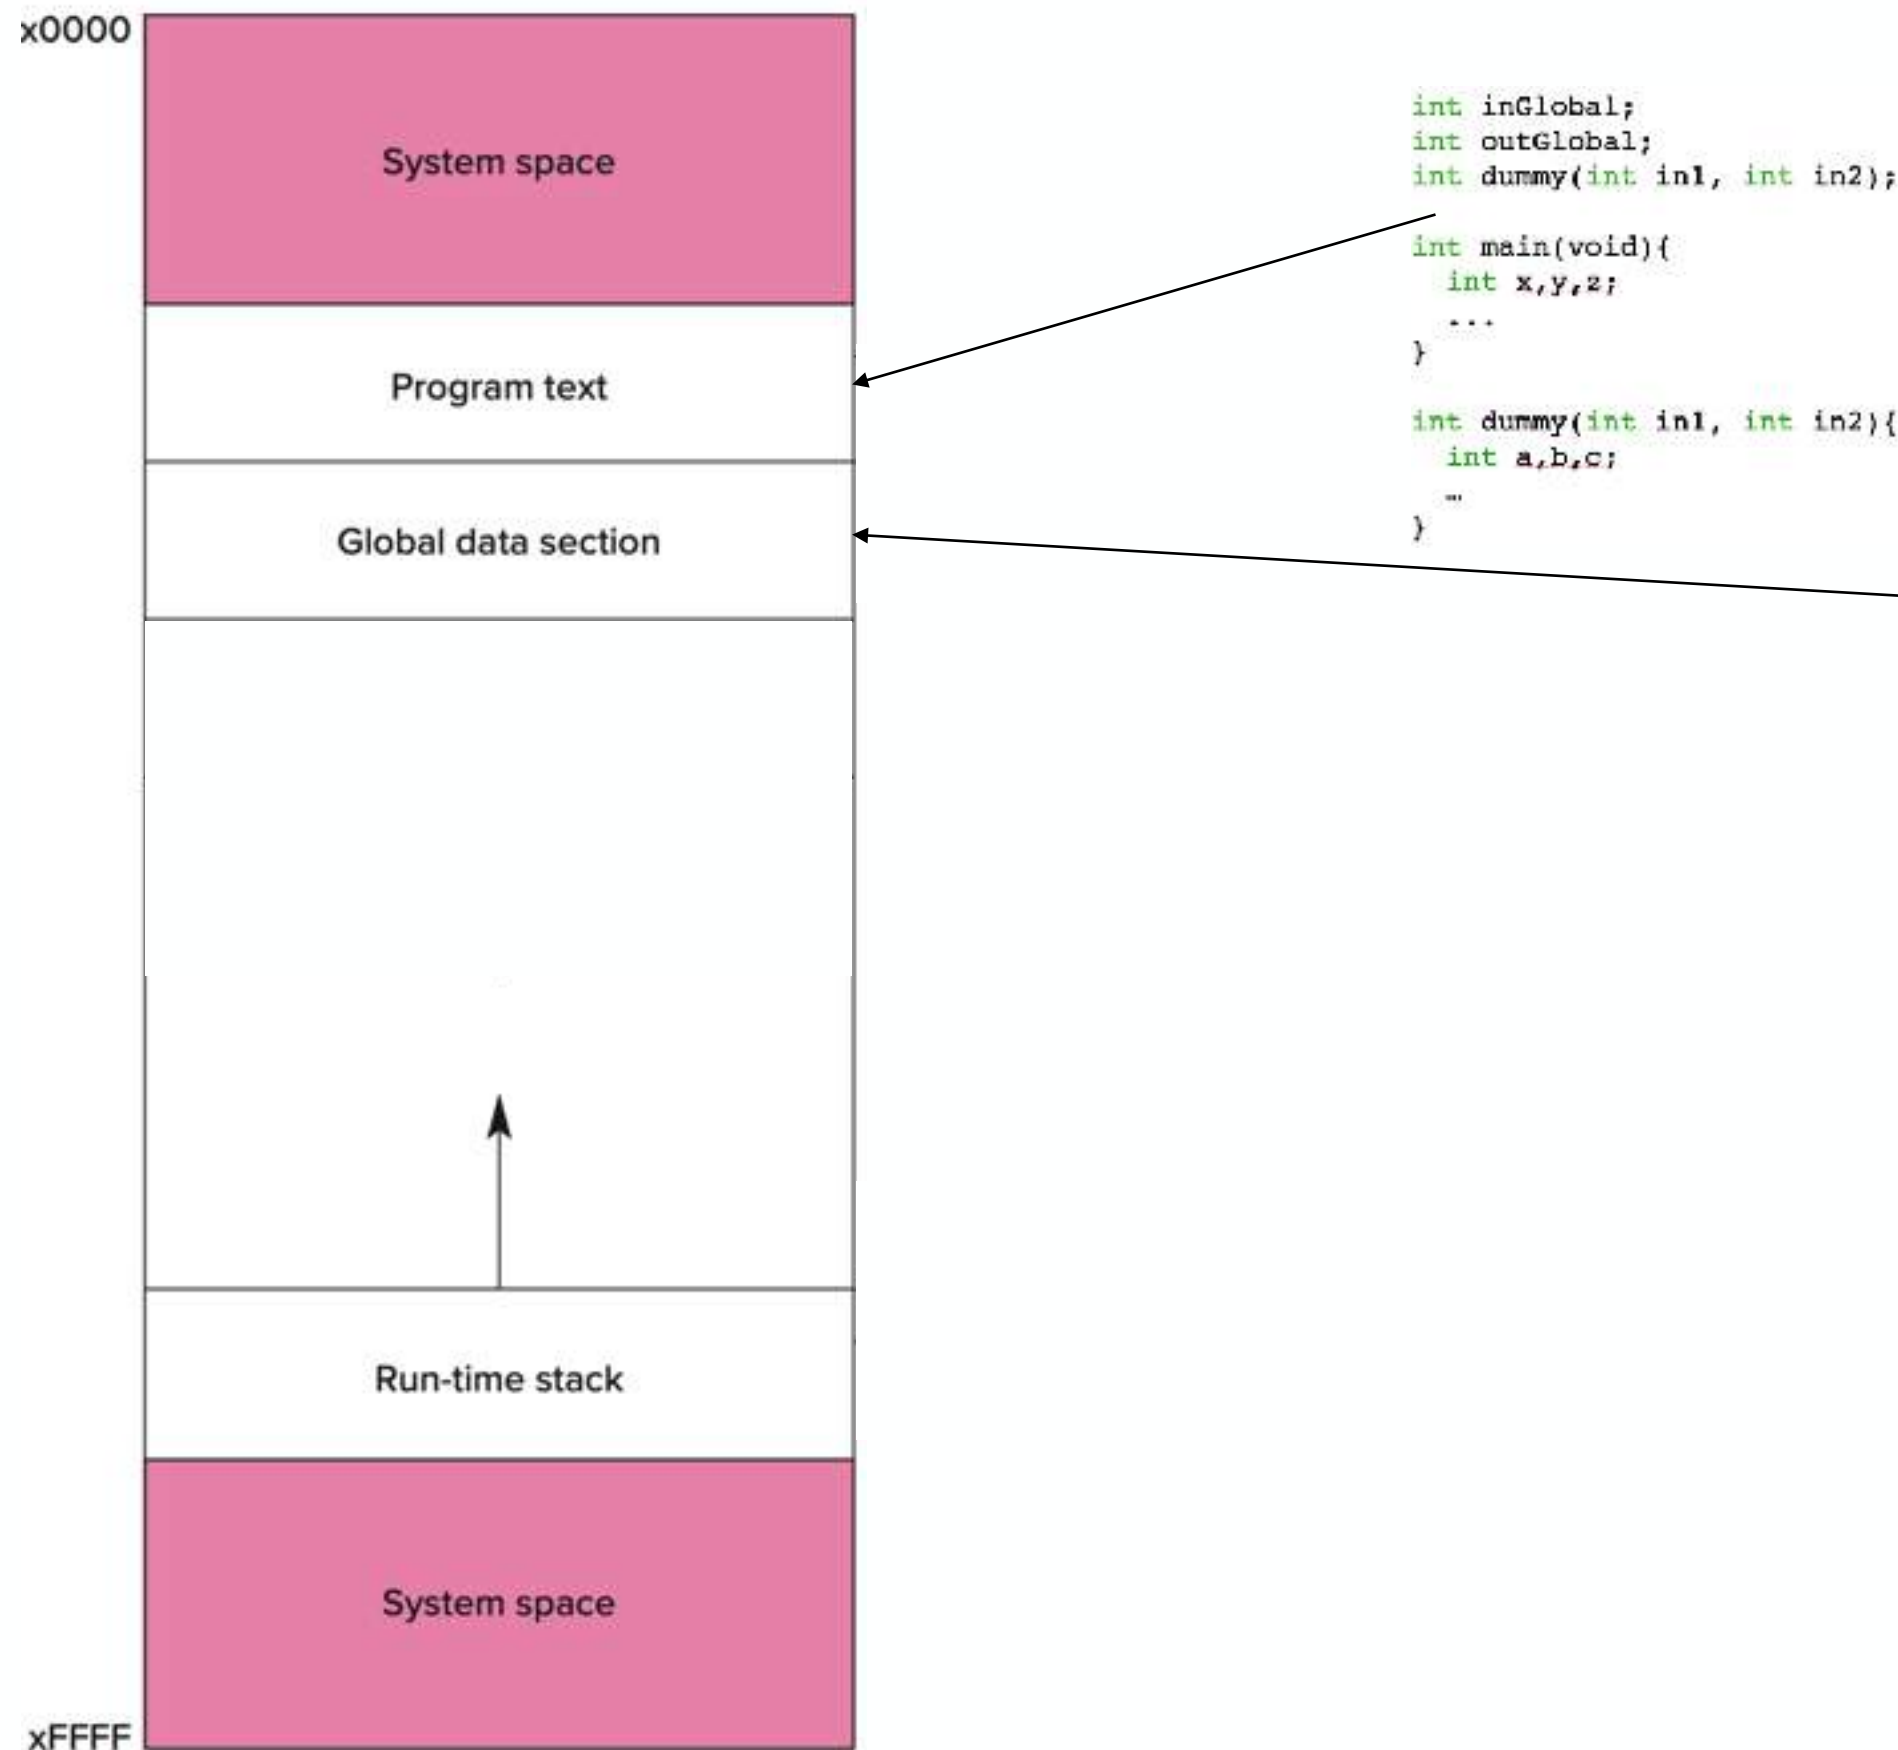 x0000
System space
Program text
Global data section
Run-time stack
System space
xFFFF
int inGlobal;
int outGlobal;
int dummy(int in1, int in2);
int main(void){
int x,y,z;
...
}
int dummy(int in1, int in2){
int a,b,c;
…
}